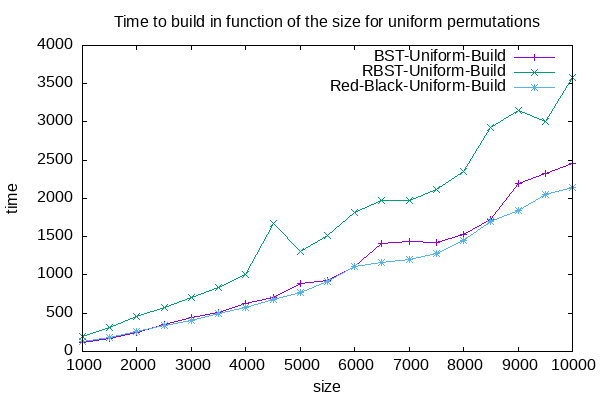 Time to build in function of the size for uniform permutations
4000
3500
3000
2500
2000
1500
1000
500
0
BST-Uniform-Build
RBST-Uniform-Build
Red-Black-Uniform-Build
time
1000 2000 3000 4000 5000 6000 7000 8000 9000 10000
size